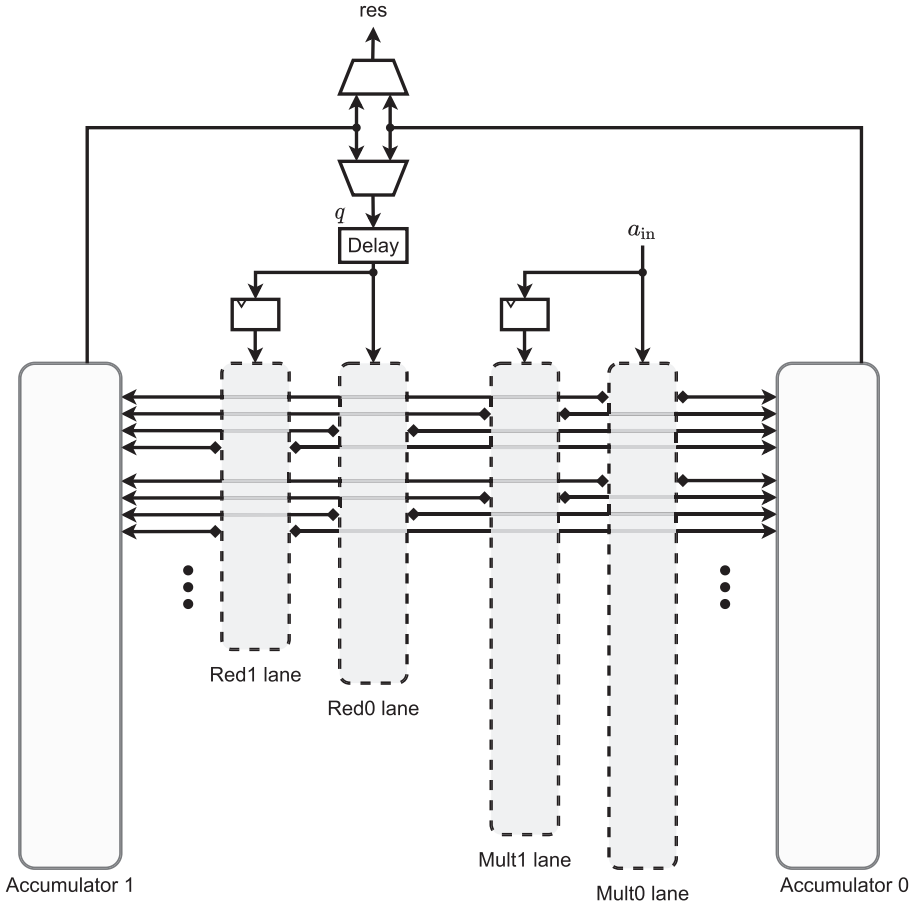 res
q
Delay
a_in
Red1 lane
Red0 lane
Mult1 lane
Accumulator 1
Mult0 lane
Accumulator 0